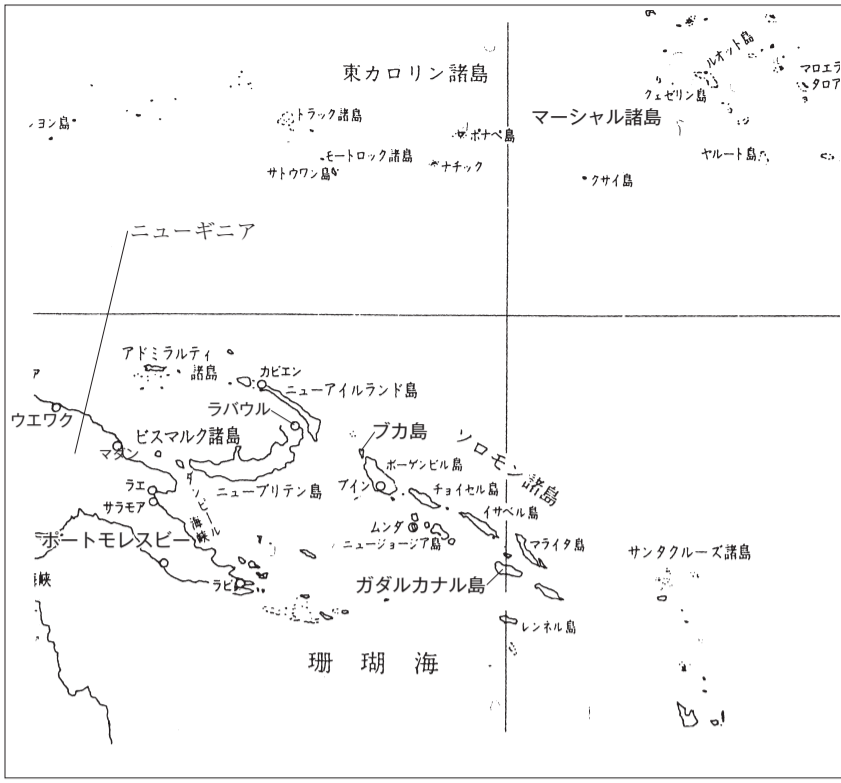 東カロリン諸島
ルオット島
マロエラ
タロア
クェゼリン島
マーシャル諸島
ヨン島
トラック諸島
ポナペ島
モートロック諸島
ナチック
サトウワン島
クサイ島
ヤルート島
ニューギニア
アドミラルティ
諸島
カビエン
ニューアイルランド島
ラバウル
ウエワク
マダン
ビスマルク諸島
ブカ島
ソロモン諸島
ボーゲンビル島
ブイン
チョイセル島
イサベル島
ラエ
サラモア
ニューブリテン島
ダンピール
海峡
ムンダ
ニュージョージア島
マライタ島
サンタクルーズ諸島
ポートモレスビー
ガダルカナル島
海峡
ラビ
レンネル島
珊瑚海